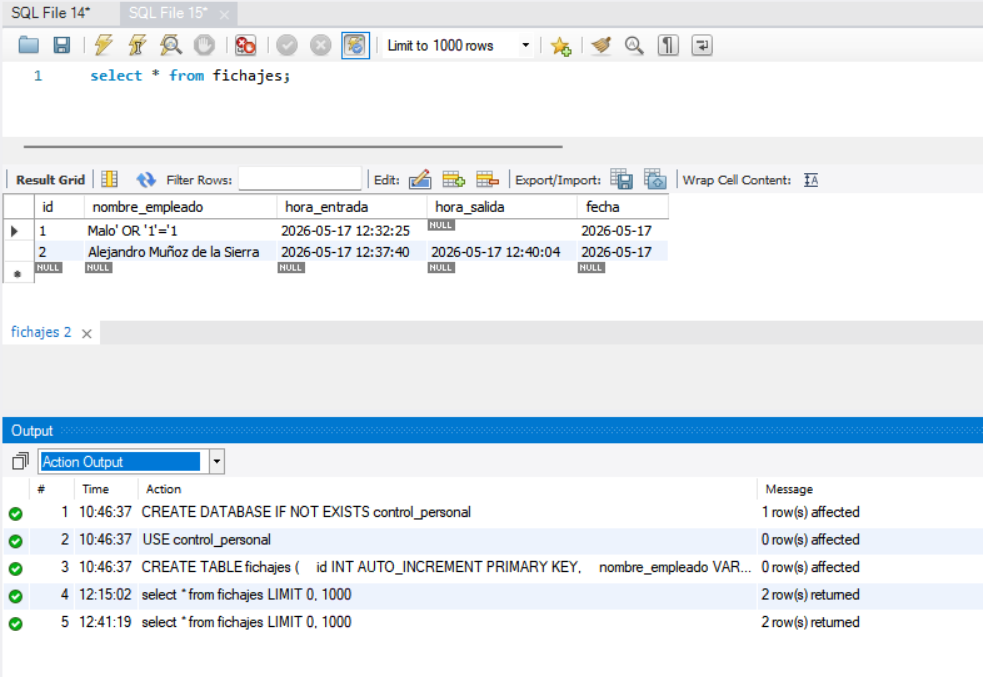 SQL File 14*
SQL File 15*
Limit to 1000 rows
1 select * from fichajes;
Result Grid Filter Rows: Edit: Export/Import: Wrap Cell Content: IA
id nombre_empleado hora_entrada hora_salida fecha
1 Malo' OR '1'='1 2026-05-17 12:32:25 NULL 2026-05-17
2 Alejandro Muñoz de la Sierra 2026-05-17 12:37:40 2026-05-17 12:40:04 2026-05-17
NULL NULL NULL NULL NULL
fichajes 2
Output
Action Output
# Time Action Message
1 10:46:37 CREATE DATABASE IF NOT EXISTS control_personal 1 row(s) affected
2 10:46:37 USE control_personal 0 row(s) affected
3 10:46:37 CREATE TABLE fichajes ( id INT AUTO_INCREMENT PRIMARY KEY, nombre_empleado VAR... 0 row(s) affected
4 12:15:02 select * from fichajes LIMIT 0, 1000 2 row(s) returned
5 12:41:19 select * from fichajes LIMIT 0, 1000 2 row(s) returned